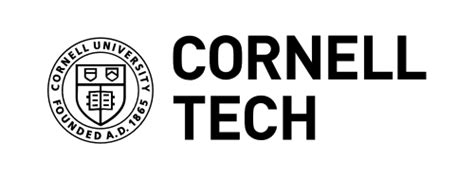 CORNELL UNIVERSITY
FOUNDED A.D. 1865
CORNELL
TECH